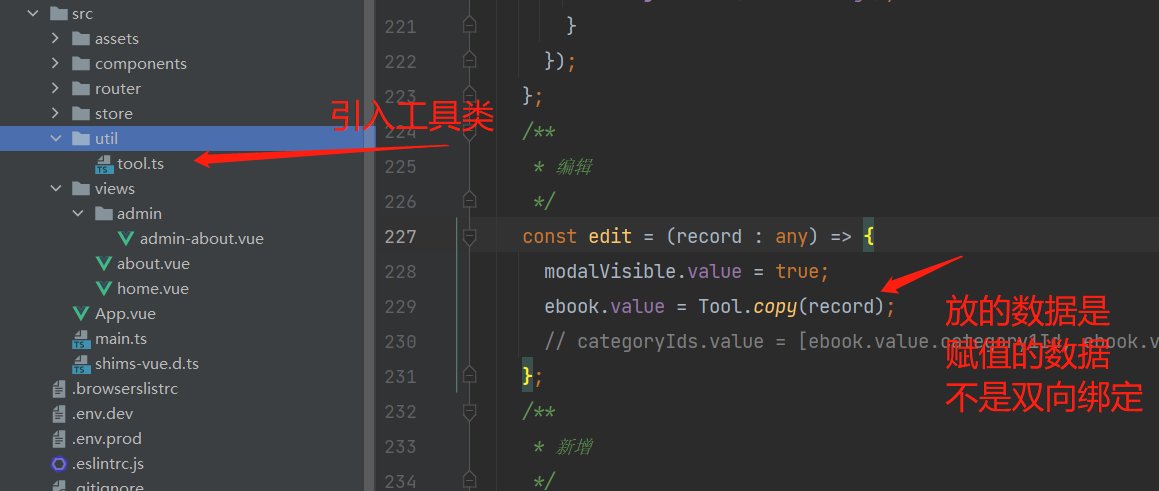 src
assets
components
router
store
util
tool.ts
views
admin
admin-about.vue
about.vue
home.vue
App.vue
main.ts
shims-vue.d.ts
.browserslistrc
.env.dev
.env.prod
.eslintrc.js
.gitignore
引入工具类
221 }
222 });
223 };
224 /**
225 * 编辑
226 */
227 const edit = (record : any) => {
228 modalVisible.value = true;
229 ebook.value = Tool.copy(record);
230 // categoryIds.value = [ebook.value.category1Id, ebook.v
231 };
232 /**
233 * 新增
234 */
放的数据是
赋值的数据
不是双向绑定